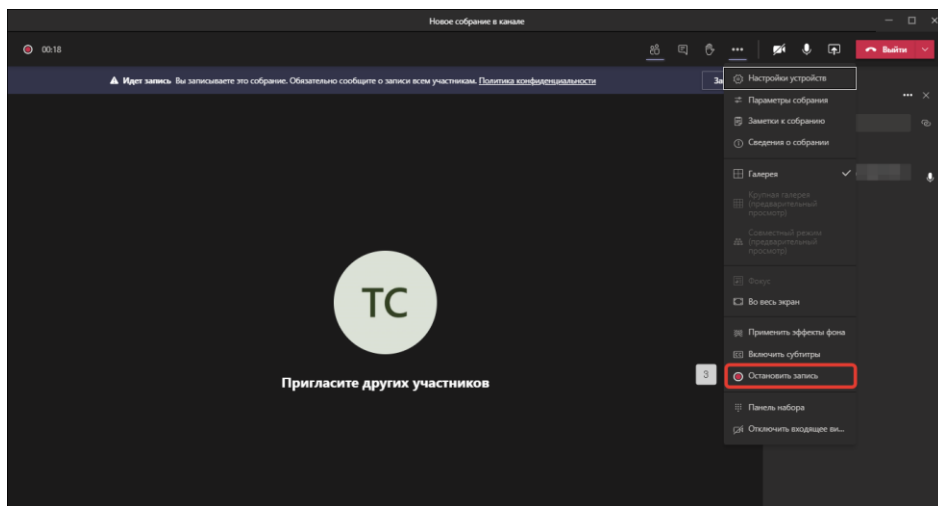 Новое собрание в канале
00:18
Выйти
Идет запись Вы записываете это собрание. Обязательно сообщите о записи всем участникам. Политика конфиденциальности
Настройки устройств
Параметры собрания
Заметки к собранию
Сведения о собрании
Галерея
Крупная галерея
(предварительный
просмотр)
Совместный режим
(предварительный
просмотр)
Фокус
Во весь экран
Применить эффекты фона
Включить субтитры
3
Остановить запись
Панель набора
Отключить входящее ви...
ТС
Пригласите других участников